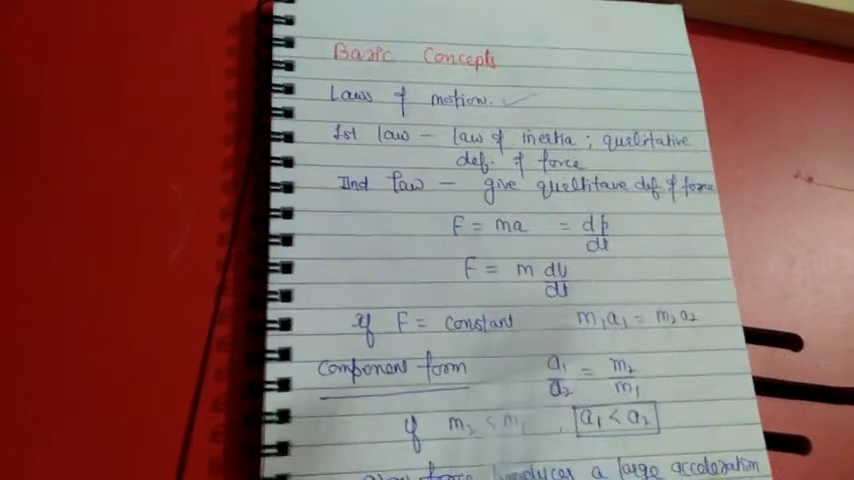 Basic Concepts
Laws of motion.
Ist law - law of inertia ; qualitative
def. of force
IInd law - give qualtitave def of force
F = ma = dp/dt
F = m dv/dt
If F = constant m₁a₁ = m₂a₂
Component form a₁/a₂ = m₂/m₁
if m₂ < m₁ , a₁ < a₂
force produces a large acceleration